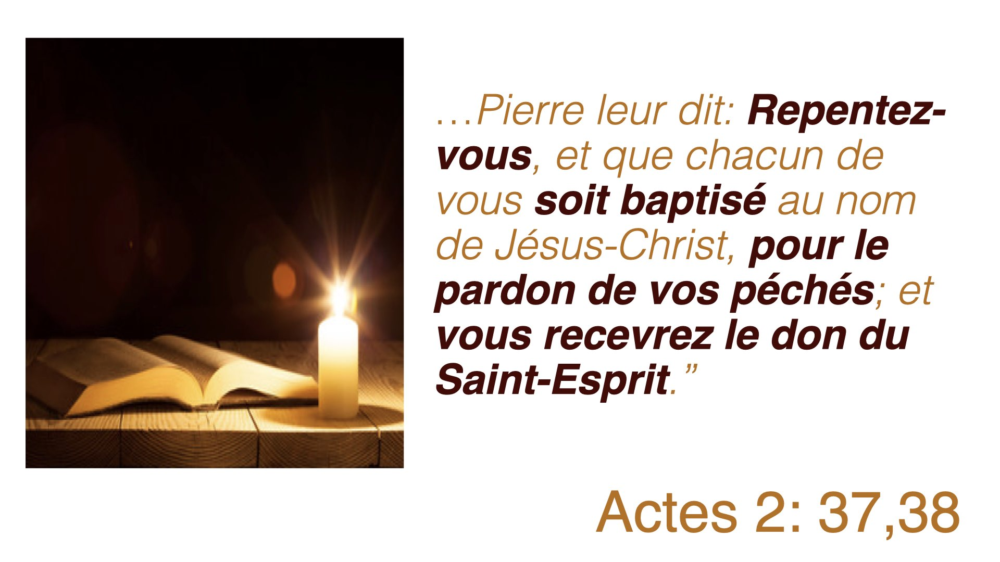 …Pierre leur dit: Repentez-
vous, et que chacun de
vous soit baptisé au nom
de Jésus-Christ, pour le
pardon de vos péchés; et
vous recevrez le don du
Saint-Esprit.”
Actes 2: 37,38